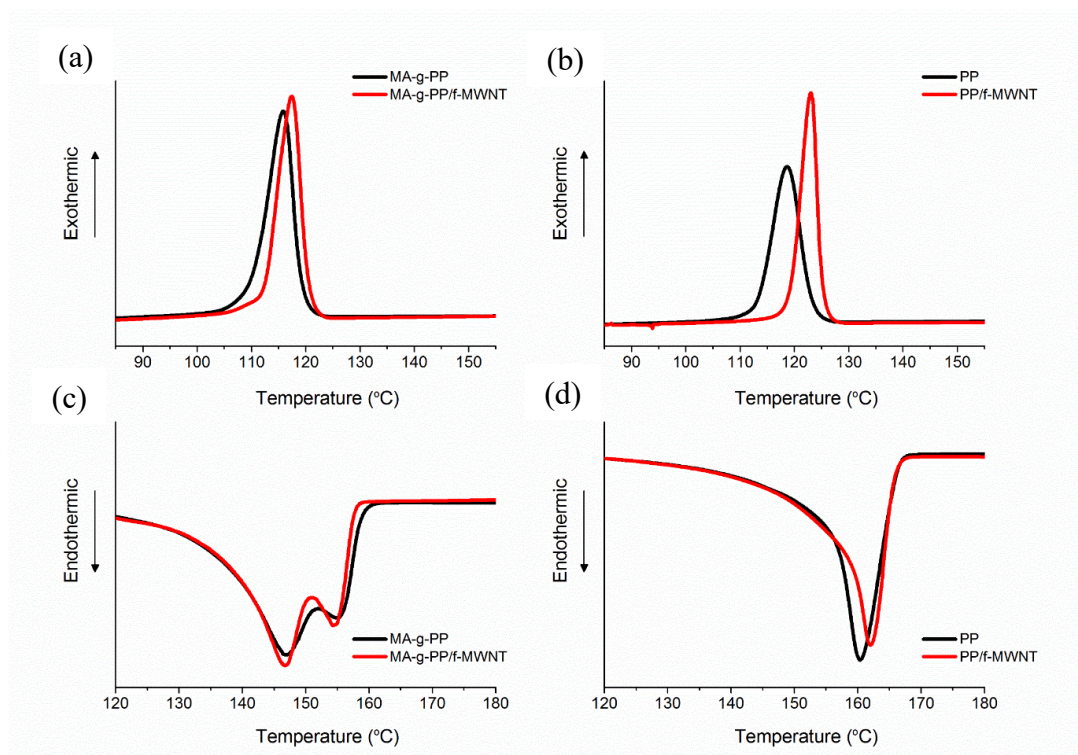 (a)
MA-g-PP
MA-g-PP/f-MWNT
Exothermic
90 100 110 120 130 140 150
Temperature (°C)
(b)
PP
PP/f-MWNT
Exothermic
90 100 110 120 130 140 150
Temperature (°C)
(c)
Endothermic
MA-g-PP
MA-g-PP/f-MWNT
120 130 140 150 160 170 180
Temperature (°C)
(d)
Endothermic
PP
PP/f-MWNT
120 130 140 150 160 170 180
Temperature (°C)